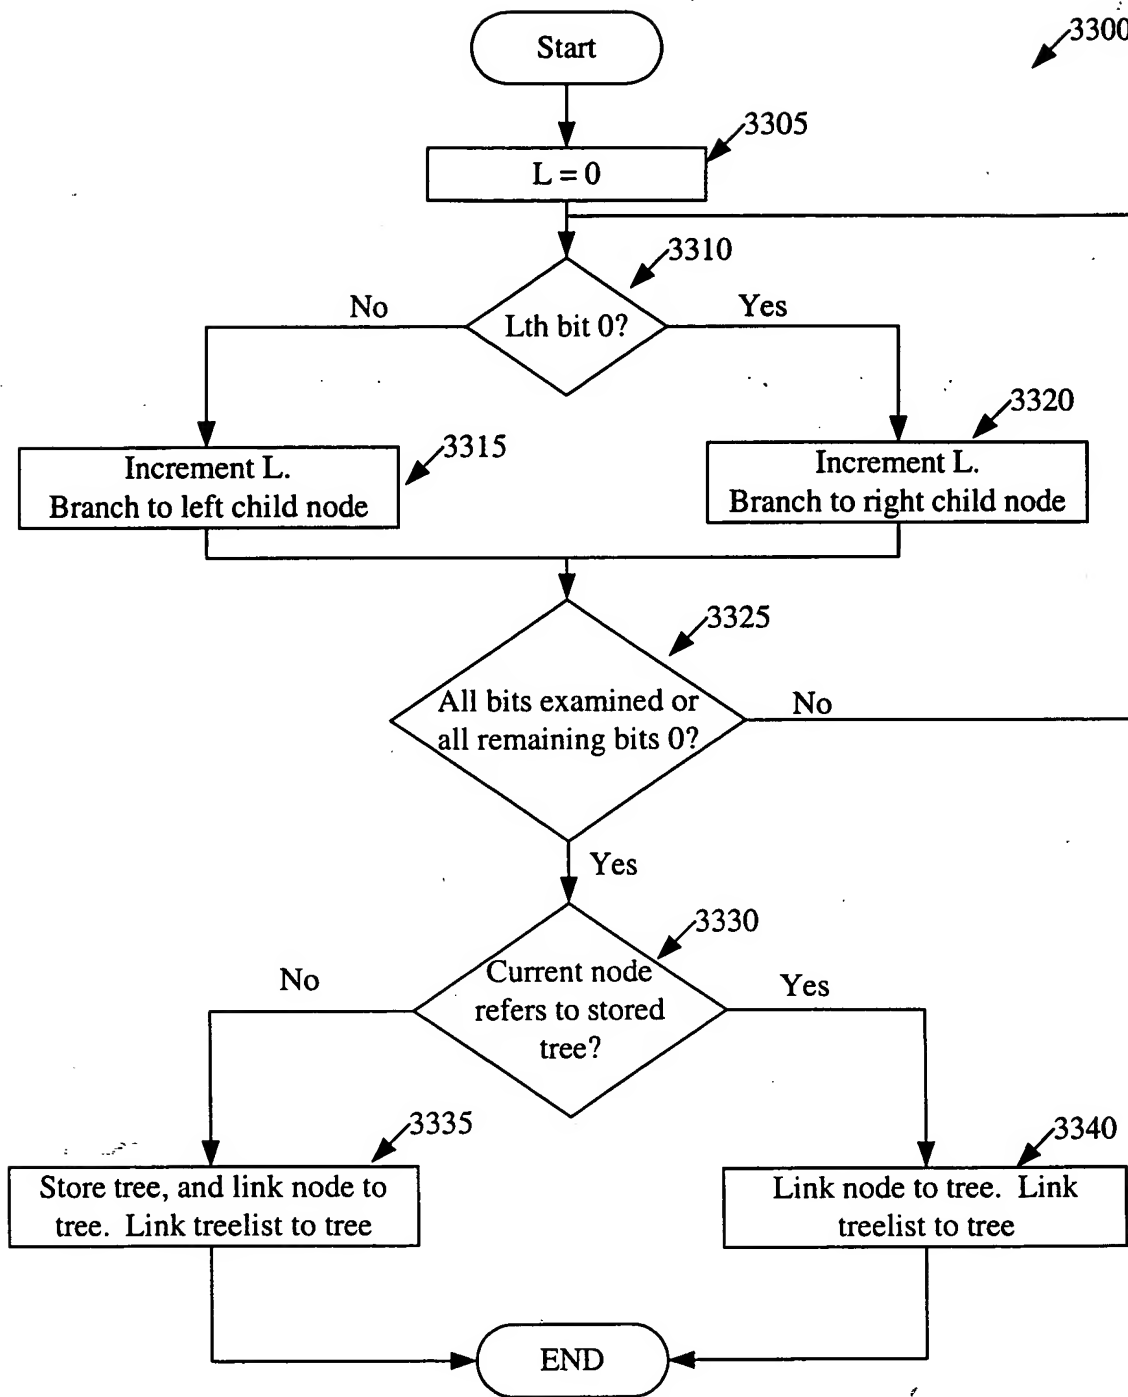 3300
Start
3305
L = 0
3310
No
Lth bit 0?
Yes
3315
Increment L.
Branch to left child node
3320
Increment L.
Branch to right child node
3325
All bits examined or
all remaining bits 0?
No
Yes
3330
Current node
refers to stored
tree?
No
Yes
3335
Store tree, and link node to
tree. Link treelist to tree
3340
Link node to tree. Link
treelist to tree
END